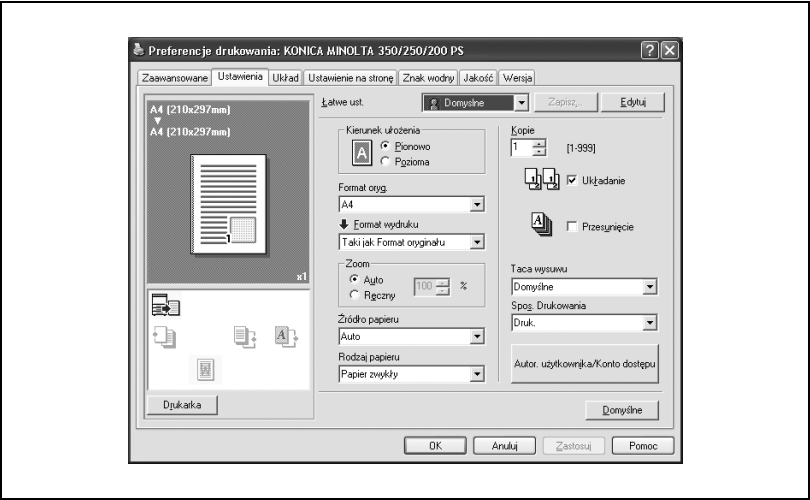 Preferencje drukowania: KONICA MINOLTA 350/250/200 PS
Zaawansowane Ustawienia Układ Ustawienie na stronę Znak wodny Jakość Wersja
A4 (210x297mm)
A4 (210x297mm)
1
x1
Drukarka
Łatwe ust. Domyślne Zapisz... Edytuj
Kierunek ułożenia
A
Pionowo
Pozioma
Format oryg.
A4
Format wydruku
Taki jak Format oryginału
Zoom
Auto
Ręczny
100 %
Źródło papieru
Auto
Rodzaj papieru
Papier zwykły
Kopie
1 [1-999]
Układanie
Przesunięcie
Taca wysuwu
Domyślne
Spos. Drukowania
Druk.
Autor. użytkownika/Konto dostępu
Domyślne
OK Anuluj Zastosuj Pomoc